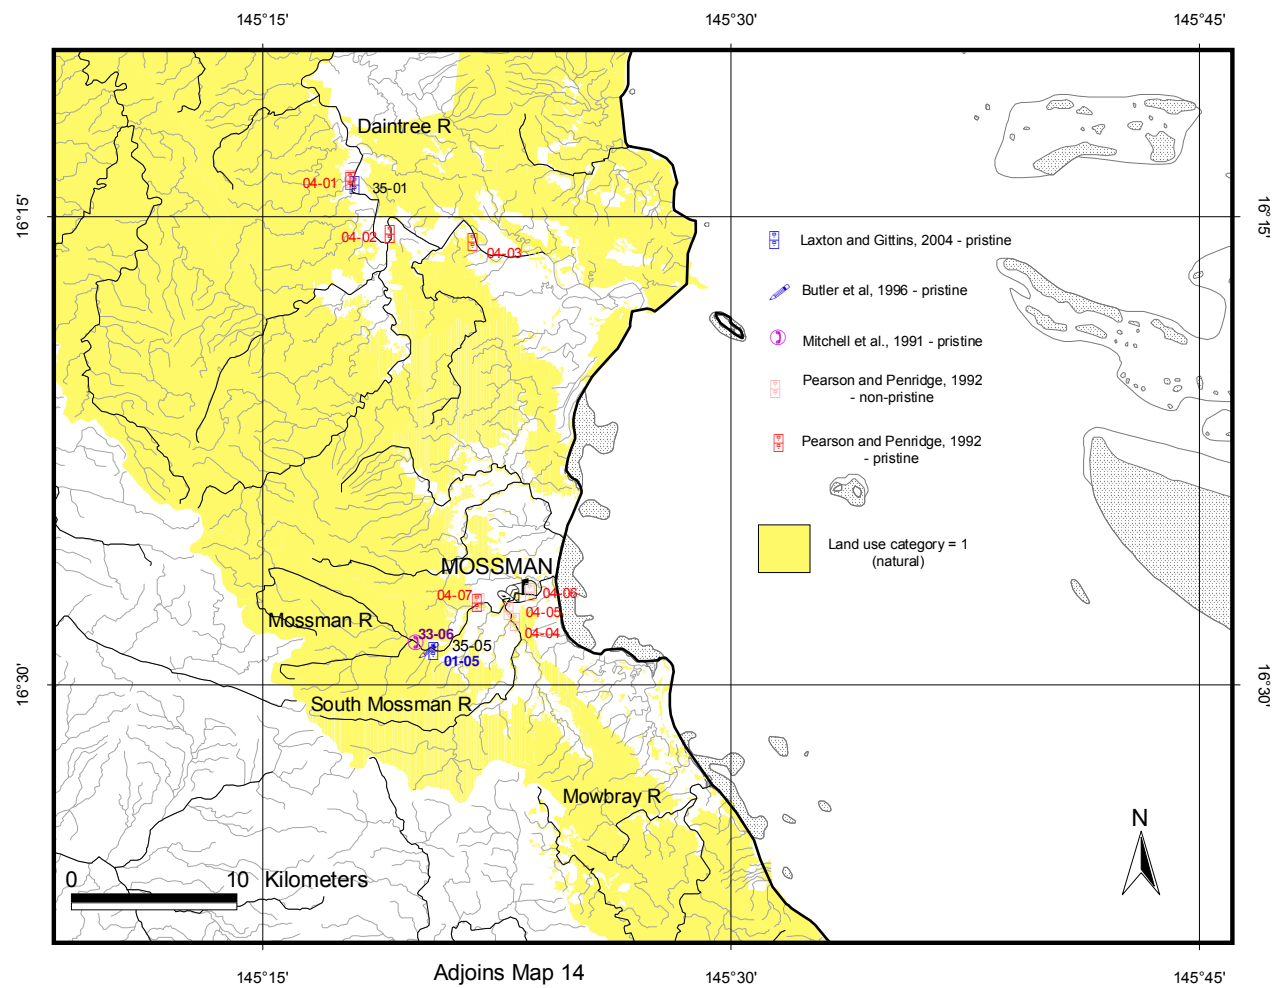 145°15'
145°30'
145°45'
Daintree R
04-01
35-01
16°15'
16°15'
04-02
04-03
Laxton and Gittins, 2004 - pristine
Butler et al, 1996 - pristine
Mitchell et al., 1991 - pristine
Pearson and Penridge, 1992
- non-pristine
Pearson and Penridge, 1992
- pristine
Land use category = 1
(natural)
MOSSMAN
04-07
04-06
04-05
04-04
Mossman R
33-06
35-05
01-05
16°30'
16°30'
South Mossman R
Mowbray R
N
0
10
Kilometers
145°15'
Adjoins Map 14
145°30'
145°45'